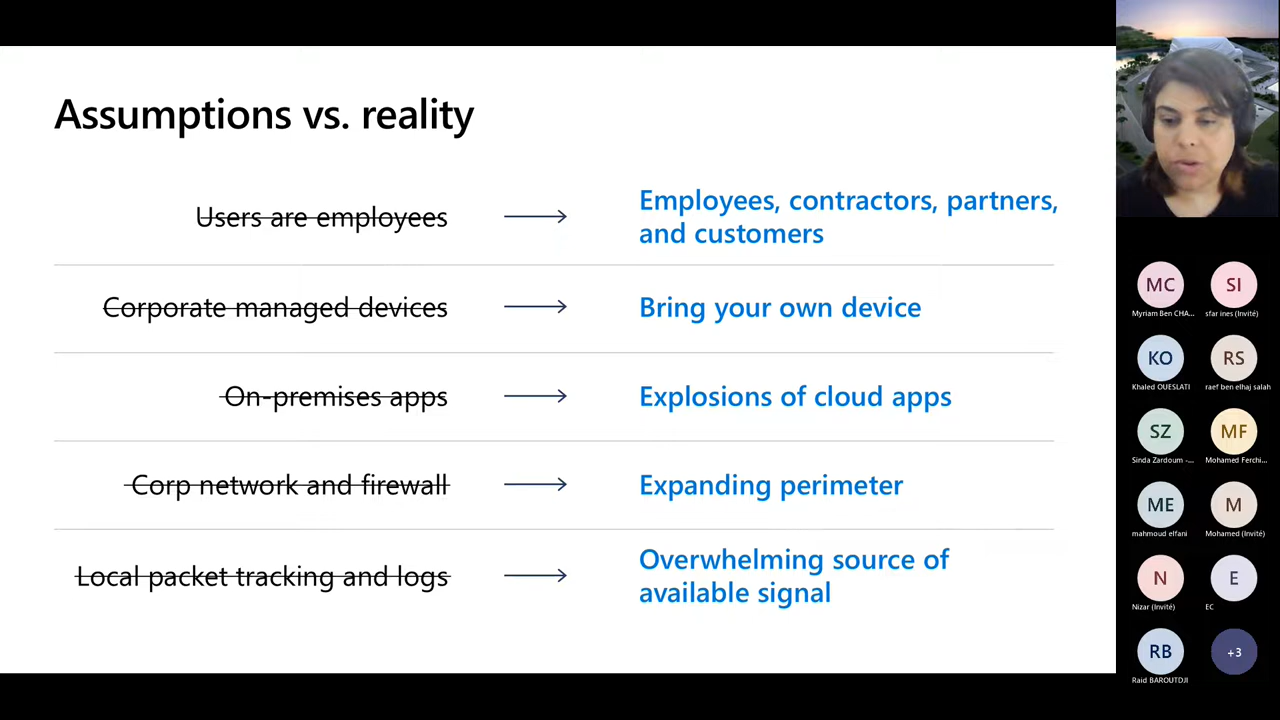 Assumptions vs. reality
Users are employees
Employees, contractors, partners,
and customers
Corporate managed devices
Bring your own device
On-premises apps
Explosions of cloud apps
Corp network and firewall
Expanding perimeter
Local packet tracking and logs
Overwhelming source of
available signal
MC
SI
Myriam Ben CHA...
sfar ines (Invité)
KO
RS
Khaled OUESLATI
raef ben elhaj salah
SZ
MF
Sinda Zardoum -...
Mohamed Ferchi...
ME
M
mahmoud elfani
Mohamed (Invité)
N
E
Nizar (Invité)
EC
RB
+3
Raid BAROUTDJI